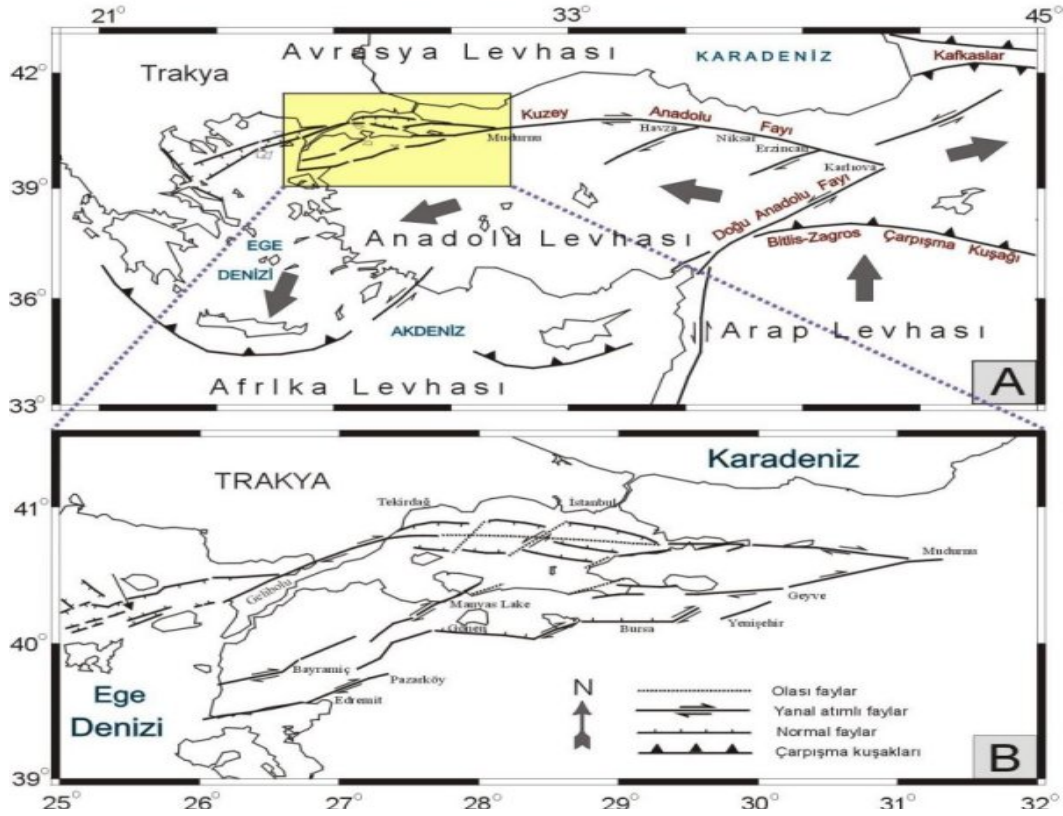 21° 33° 45°
Avrasya Levhası
KARADENİZ
Kafkaslar
42°
Trakya
Kuzey Anadolu Fayı
Mudurnu
Havza
Niksar
Erzincan
Karlıova
39°
Doğu Anadolu Fayı
Anadolu Levhası
Bitlis-Zagros Çarpışma Kuşağı
EGE
DENİZİ
36°
AKDENİZ
Arap Levhası
Afrika Levhası
A
33°
Karadeniz
TRAKYA
41°
Tekirdağ
İstanbul
Mudurnu
Gelibolu
Manyas Lake
Geyve
Gönen
Bursa
Yenişehir
40°
Bayramiç
Pazarköy
Edremit
Ege
Denizi
N
Olası faylar
Yanal atımlı faylar
Normal faylar
Çarpışma kuşakları
B
39°
25° 26° 27° 28° 29° 30° 31° 32°